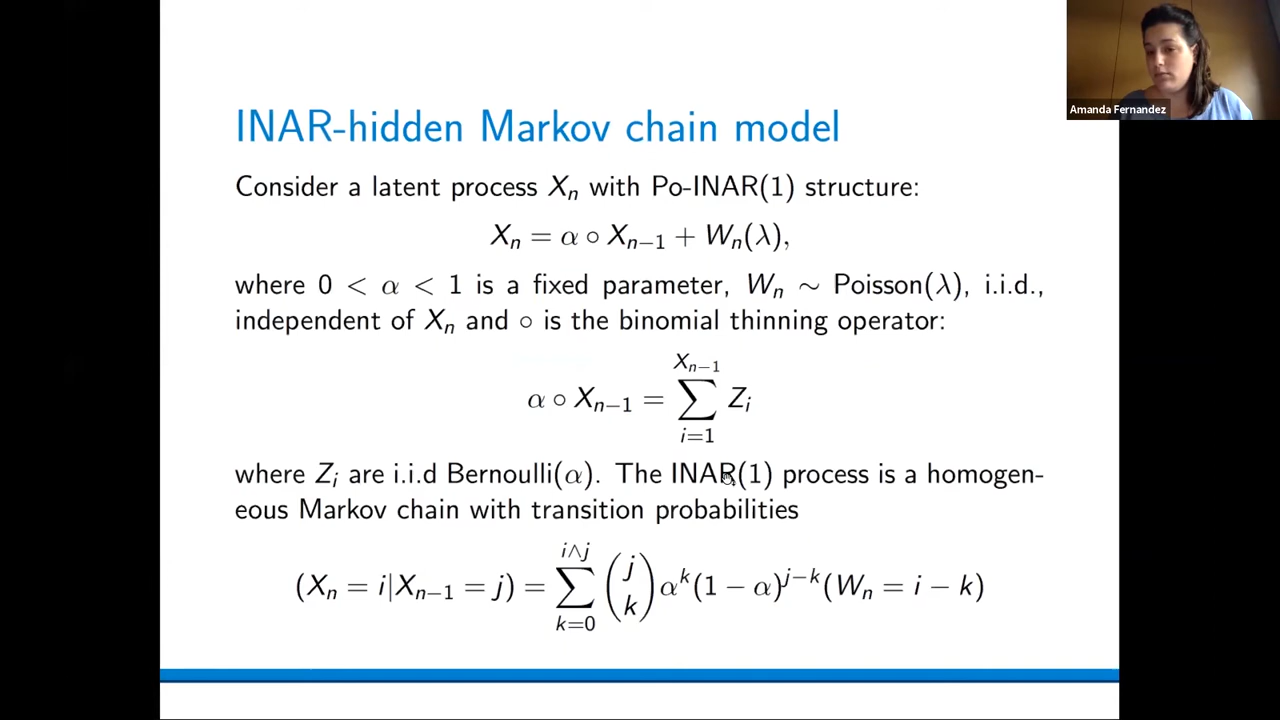 Amanda Fernandez
INAR-hidden Markov chain model
Consider a latent process Xₙ with Po-INAR(1) structure:
Xₙ = α ∘ Xₙ₋₁ + Wₙ(λ),
where 0 < α < 1 is a fixed parameter, Wₙ ∼ Poisson(λ), i.i.d.,
independent of Xₙ and ∘ is the binomial thinning operator:
α ∘ Xₙ₋₁ = ∑_{i=1}^{Xₙ₋₁} Zᵢ
where Zᵢ are i.i.d Bernoulli(α). The INAR(1) process is a homogen-
eous Markov chain with transition probabilities
(Xₙ = i|Xₙ₋₁ = j) = ∑_{k=0}^{i∧j} (j k) αᵏ(1 − α)ʲ⁻ᵏ(Wₙ = i − k)